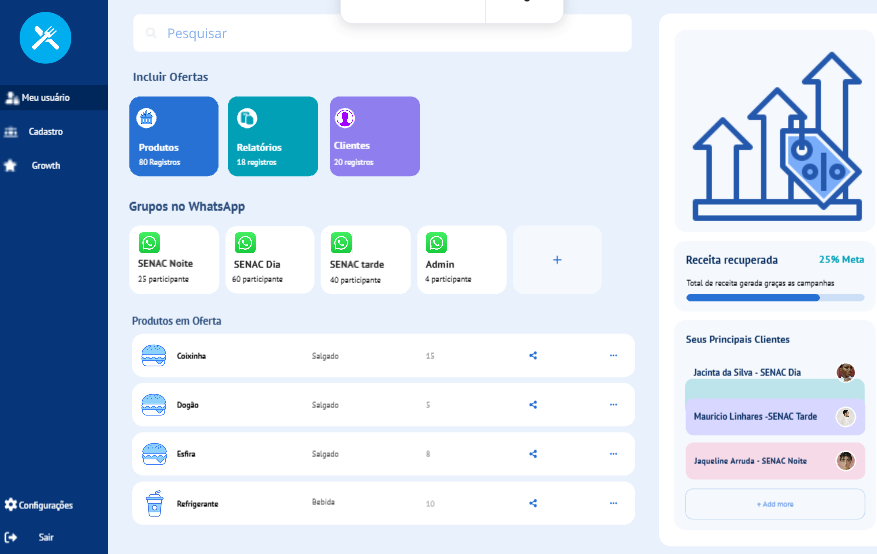 Pesquisar
Meu usuário
Cadastro
Growth
Configurações
Sair
Incluir Ofertas
Produtos
80 Registros
Relatórios
18 registros
Clientes
20 registros
Grupos no WhatsApp
SENAC Noite
25 participante
SENAC Dia
60 participante
SENAC tarde
40 participante
Admin
4 participante
+
Produtos em Oferta
Coixinha Salgado 15
Dogão Salgado 5
Esfira Salgado 8
Refrigerante Bebida 10
%
Receita recuperada 25% Meta
Total de receita gerada graças as campanhas
Seus Principais Clientes
Jacinta da Silva - SENAC Dia
Mauricio Linhares -SENAC Tarde
Jaqueline Arruda - SENAC Noite
+ Add more